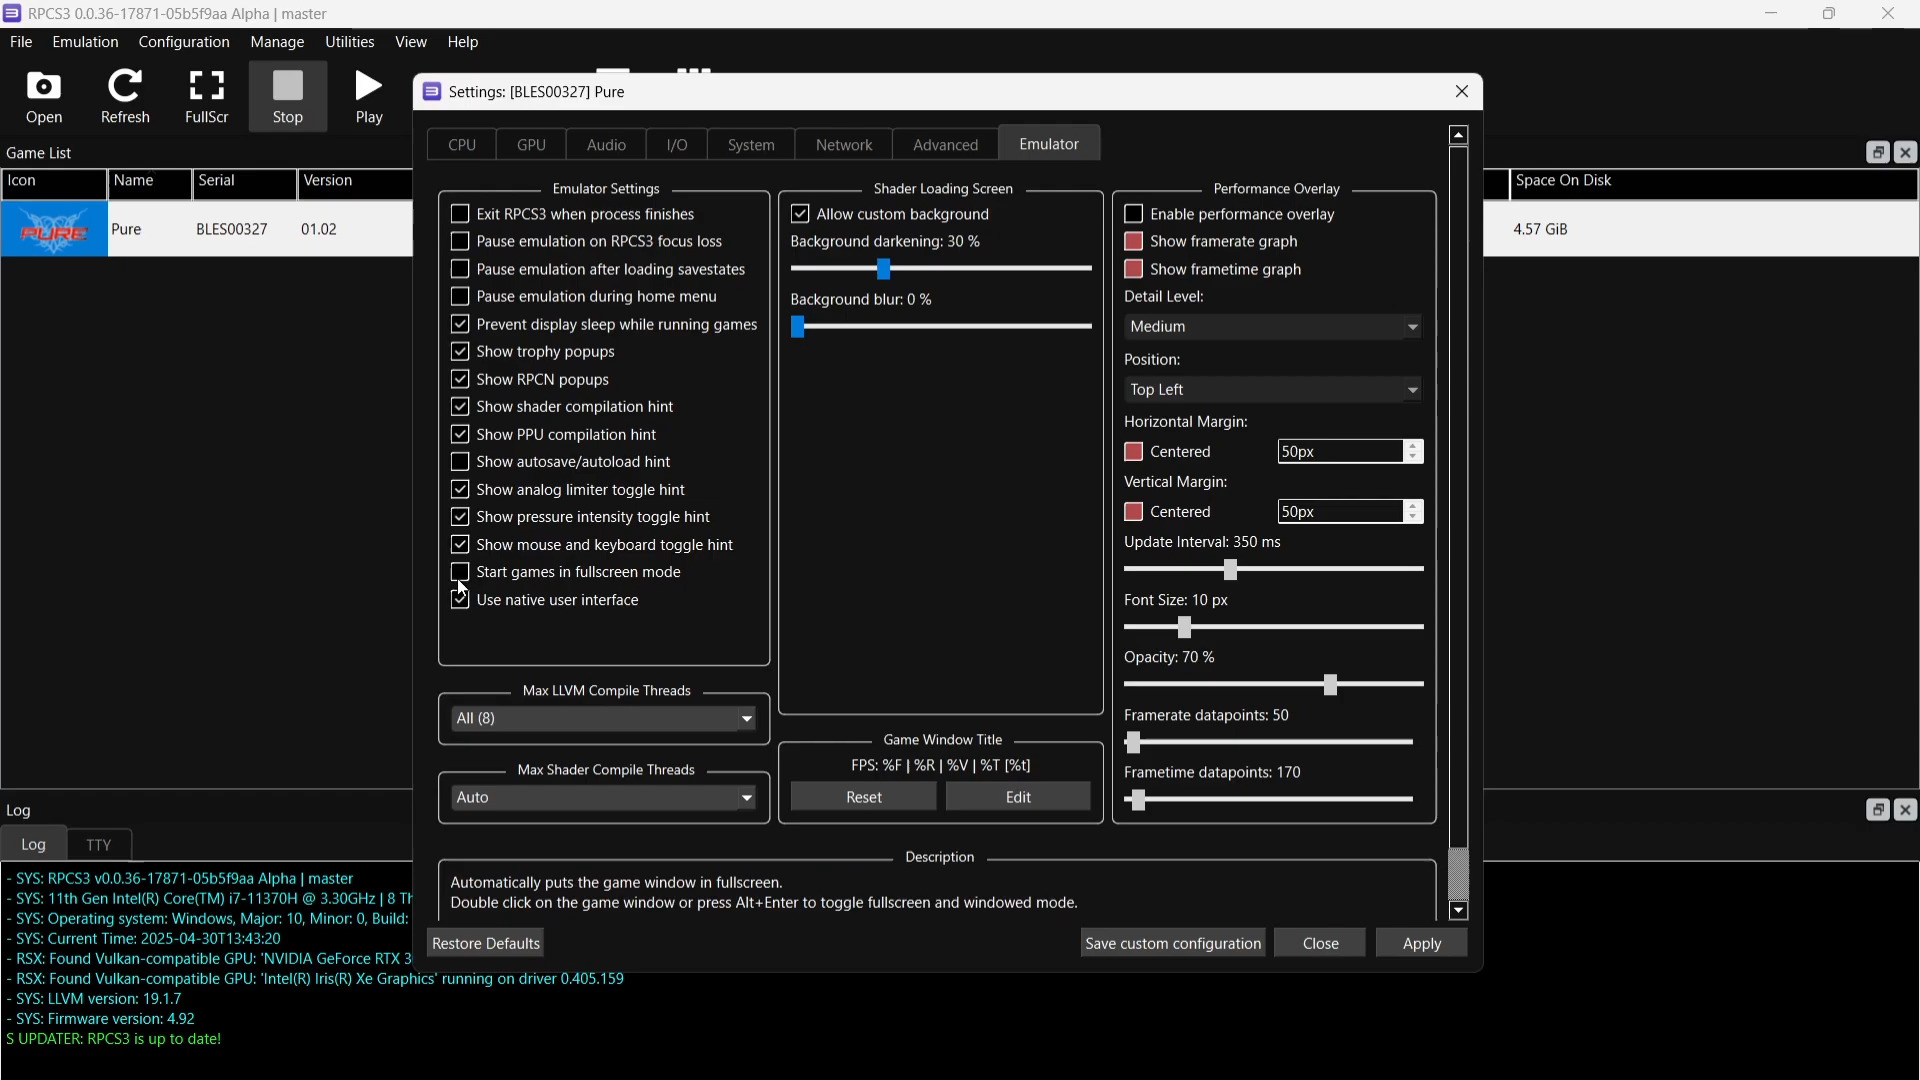 RPCS3 0.0.36-17871-05b5f9aa Alpha | master
File Emulation Configuration Manage Utilities View Help
Open Refresh FullScr Stop Play
Settings: [BLES00327] Pure
CPU GPU Audio I/O System Network Advanced Emulator
Game List
Icon Name Serial Version Space On Disk
PURE Pure BLES00327 01.02 4.57 GiB
Emulator Settings
Exit RPCS3 when process finishes
Pause emulation on RPCS3 focus loss
Pause emulation after loading savestates
Pause emulation during home menu
Prevent display sleep while running games
Show trophy popups
Show RPCN popups
Show shader compilation hint
Show PPU compilation hint
Show autosave/autoload hint
Show analog limiter toggle hint
Show pressure intensity toggle hint
Show mouse and keyboard toggle hint
Start games in fullscreen mode
Use native user interface
Max LLVM Compile Threads
All (8)
Max Shader Compile Threads
Auto
Shader Loading Screen
Allow custom background
Background darkening: 30 %
Background blur: 0 %
Game Window Title
FPS: %F | %R | %V | %T [%t]
Reset Edit
Performance Overlay
Enable performance overlay
Show framerate graph
Show frametime graph
Detail Level:
Medium
Position:
Top Left
Horizontal Margin:
Centered 50px
Vertical Margin:
Centered 50px
Update Interval: 350 ms
Font Size: 10 px
Opacity: 70 %
Framerate datapoints: 50
Frametime datapoints: 170
Description
Automatically puts the game window in fullscreen.
Double click on the game window or press Alt+Enter to toggle fullscreen and windowed mode.
Restore Defaults Save custom configuration Close Apply
Log
Log TTY
- SYS: RPCS3 v0.0.36-17871-05b5f9aa Alpha | master
- SYS: 11th Gen Intel(R) Core(TM) i7-11370H @ 3.30GHz | 8 Th
- SYS: Operating system: Windows, Major: 10, Minor: 0, Build:
- SYS: Current Time: 2025-04-30T13:43:20
- RSX: Found Vulkan-compatible GPU: 'NVIDIA GeForce RTX 3
- RSX: Found Vulkan-compatible GPU: 'Intel(R) Iris(R) Xe Graphics' running on driver 0.405.159
- SYS: LLVM version: 19.1.7
- SYS: Firmware version: 4.92
S UPDATER: RPCS3 is up to date!